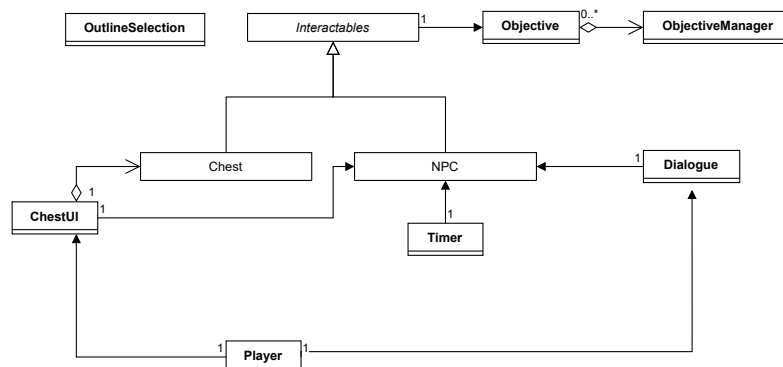 OutlineSelection
Interactables
1
Objective
0..*
ObjectiveManager
Chest
NPC
1
Dialogue
1
ChestUI
1
1
Timer
1
Player
1